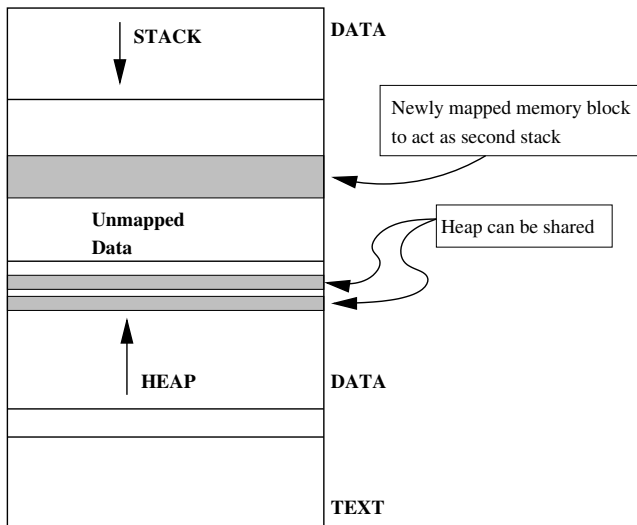 STACK
DATA
Newly mapped memory block
to act as second stack
Unmapped
Data
Heap can be shared
HEAP
DATA
TEXT